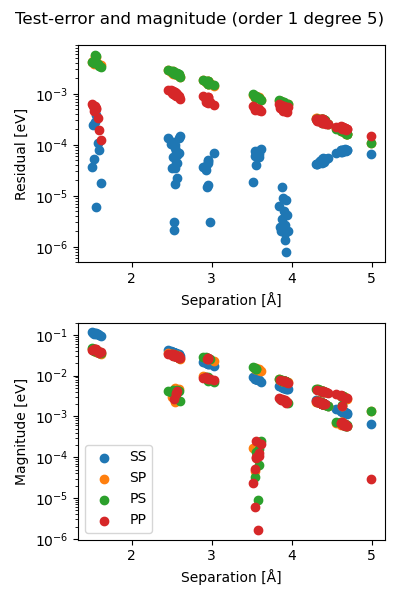 Test-error and magnitude (order 1 degree 5)
Residual [eV]
10⁻³
10⁻⁴
10⁻⁵
10⁻⁶
2
3
4
5
Separation [Å]
Magnitude [eV]
10⁻¹
10⁻²
10⁻³
10⁻⁴
10⁻⁵
10⁻⁶
SS
SP
PS
PP
2
3
4
5
Separation [Å]